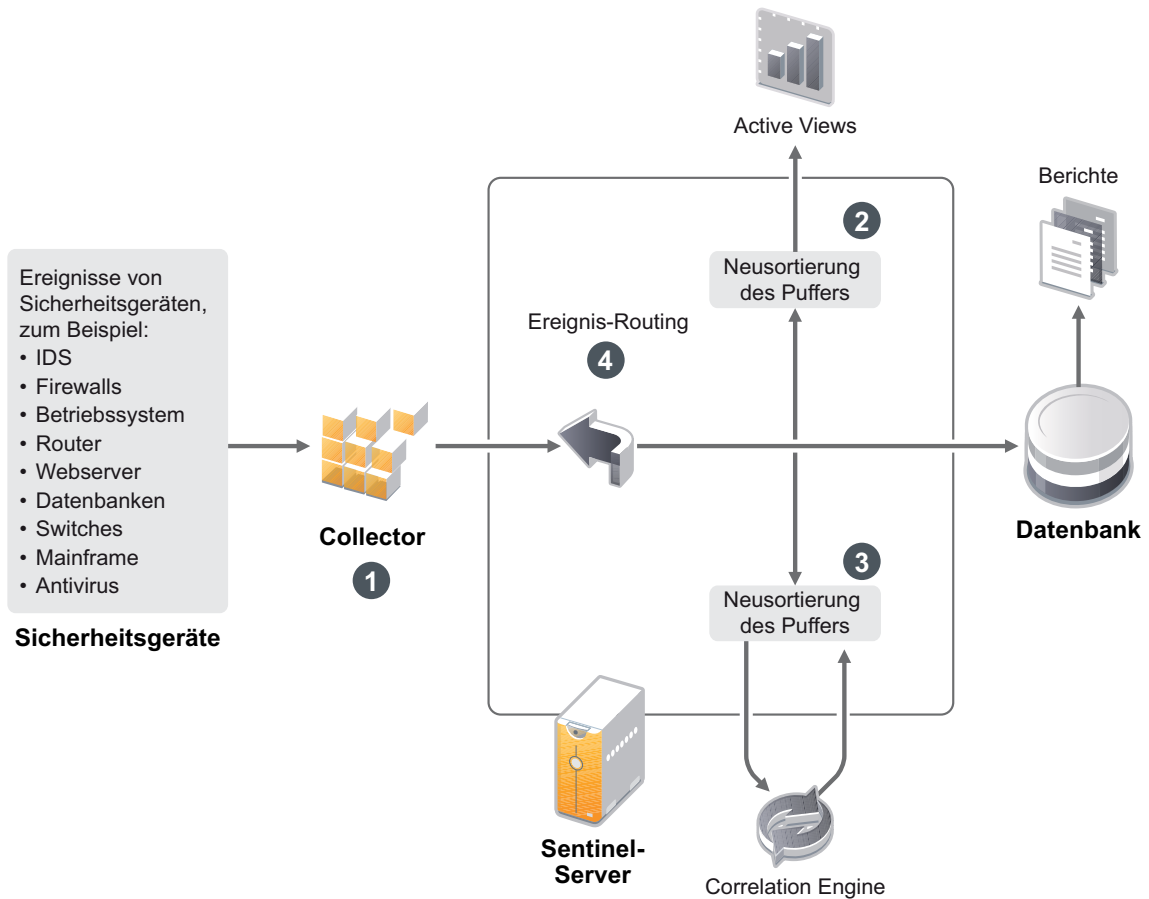 Active Views
Berichte
2
Neusortierung
des Puffers
Ereignisse von
Sicherheitsgeräten,
zum Beispiel:
• IDS
• Firewalls
• Betriebssystem
• Router
• Webserver
• Datenbanken
• Switches
• Mainframe
• Antivirus
Sicherheitsgeräte
Ereignis-Routing
4
Collector
1
Datenbank
3
Neusortierung
des Puffers
Sentinel-
Server
Correlation Engine